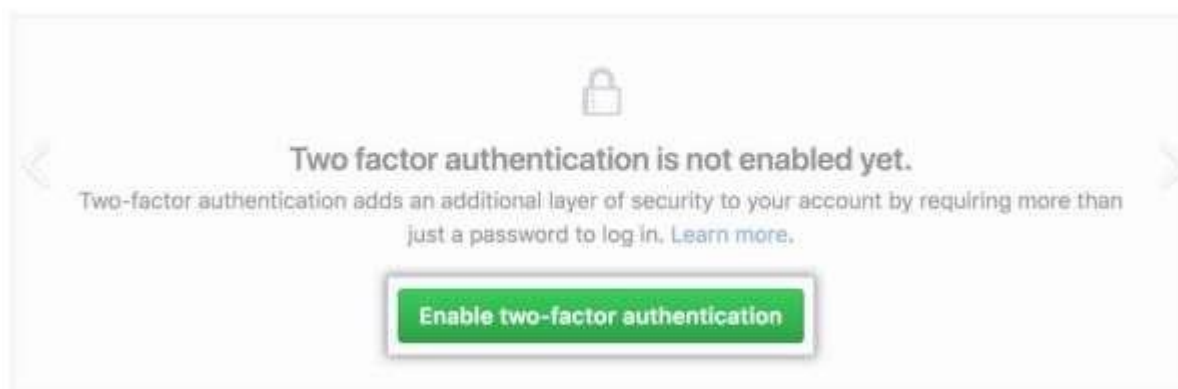 Two factor authentication is not enabled yet.
Two-factor authentication adds an additional layer of security to your account by requiring more than
just a password to log in. Learn more.
Enable two-factor authentication